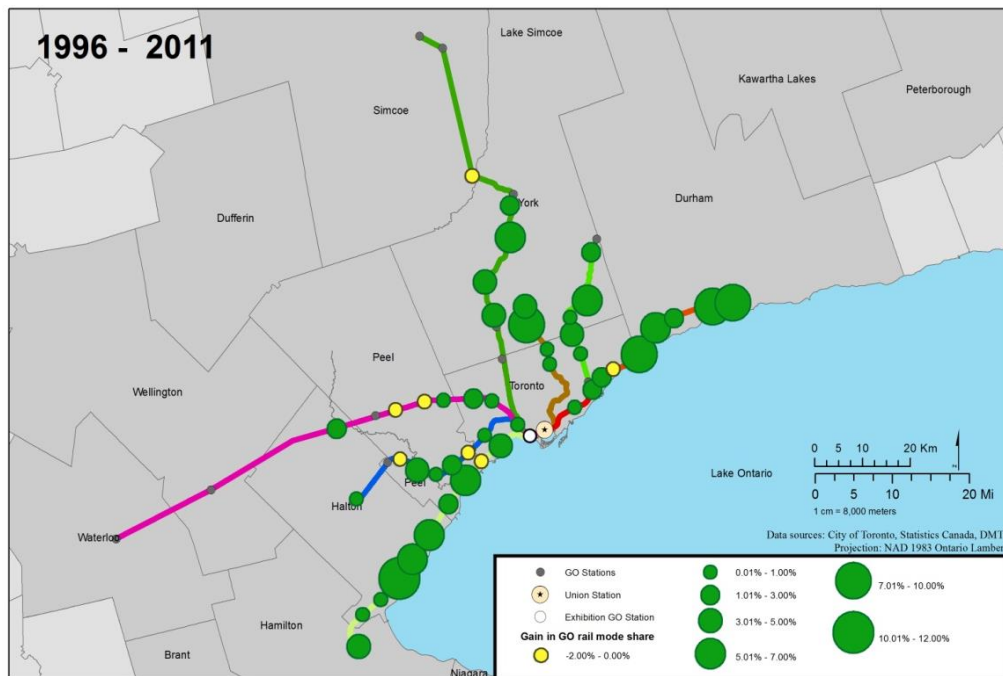 1996 - 2011
Lake Simcoe
Kawartha Lakes
Peterborough
Simcoe
York
Dufferin
Durham
Peel
Wellington
Toronto
Peel
Halton
Waterloo
Lake Ontario
Hamilton
Brant
Niagara
0 5 10 20 Km
0 5 10 20 Mi
1 cm = 8,000 meters
Data sources: City of Toronto, Statistics Canada, DMT
Projection: NAD 1983 Ontario Lamber
GO Stations
Union Station
Exhibition GO Station
Gain in GO rail mode share
-2.00% - 0.00%
0.01% - 1.00%
1.01% - 3.00%
3.01% - 5.00%
5.01% - 7.00%
7.01% - 10.00%
10.01% - 12.00%